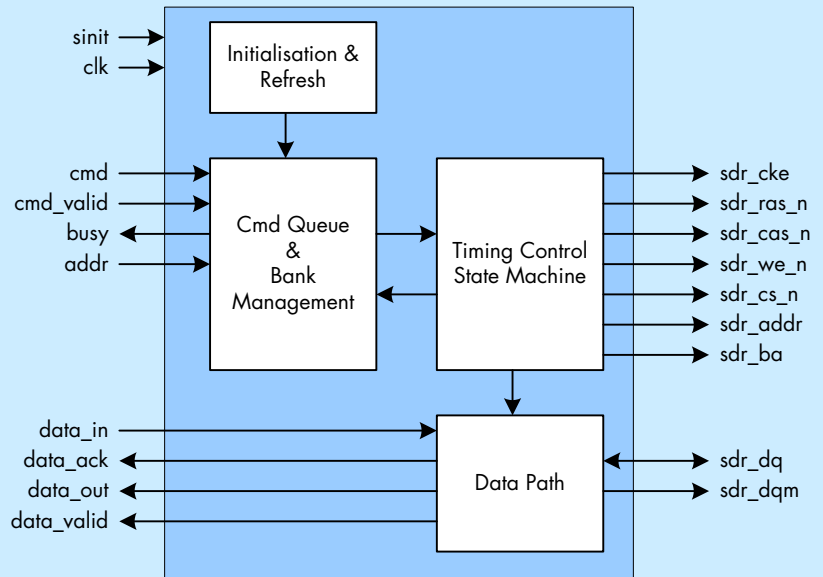 sinit
clk
Initialisation &
Refresh
cmd
cmd_valid
busy
addr
Cmd Queue
&
Bank
Management
Timing Control
State Machine
sdr_cke
sdr_ras_n
sdr_cas_n
sdr_we_n
sdr_cs_n
sdr_addr
sdr_ba
data_in
data_ack
data_out
data_valid
Data Path
sdr_dq
sdr_dqm